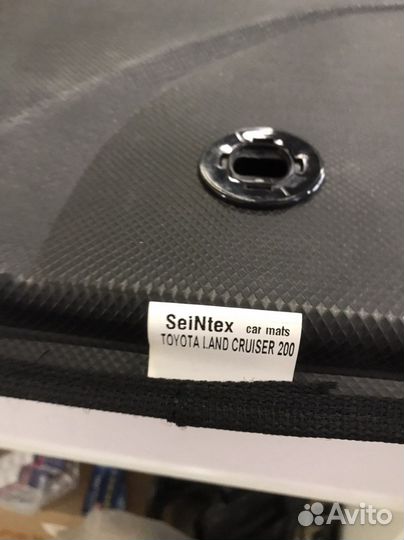 SeiNtex car mats
TOYOTA LAND CRUISER 200
Avito